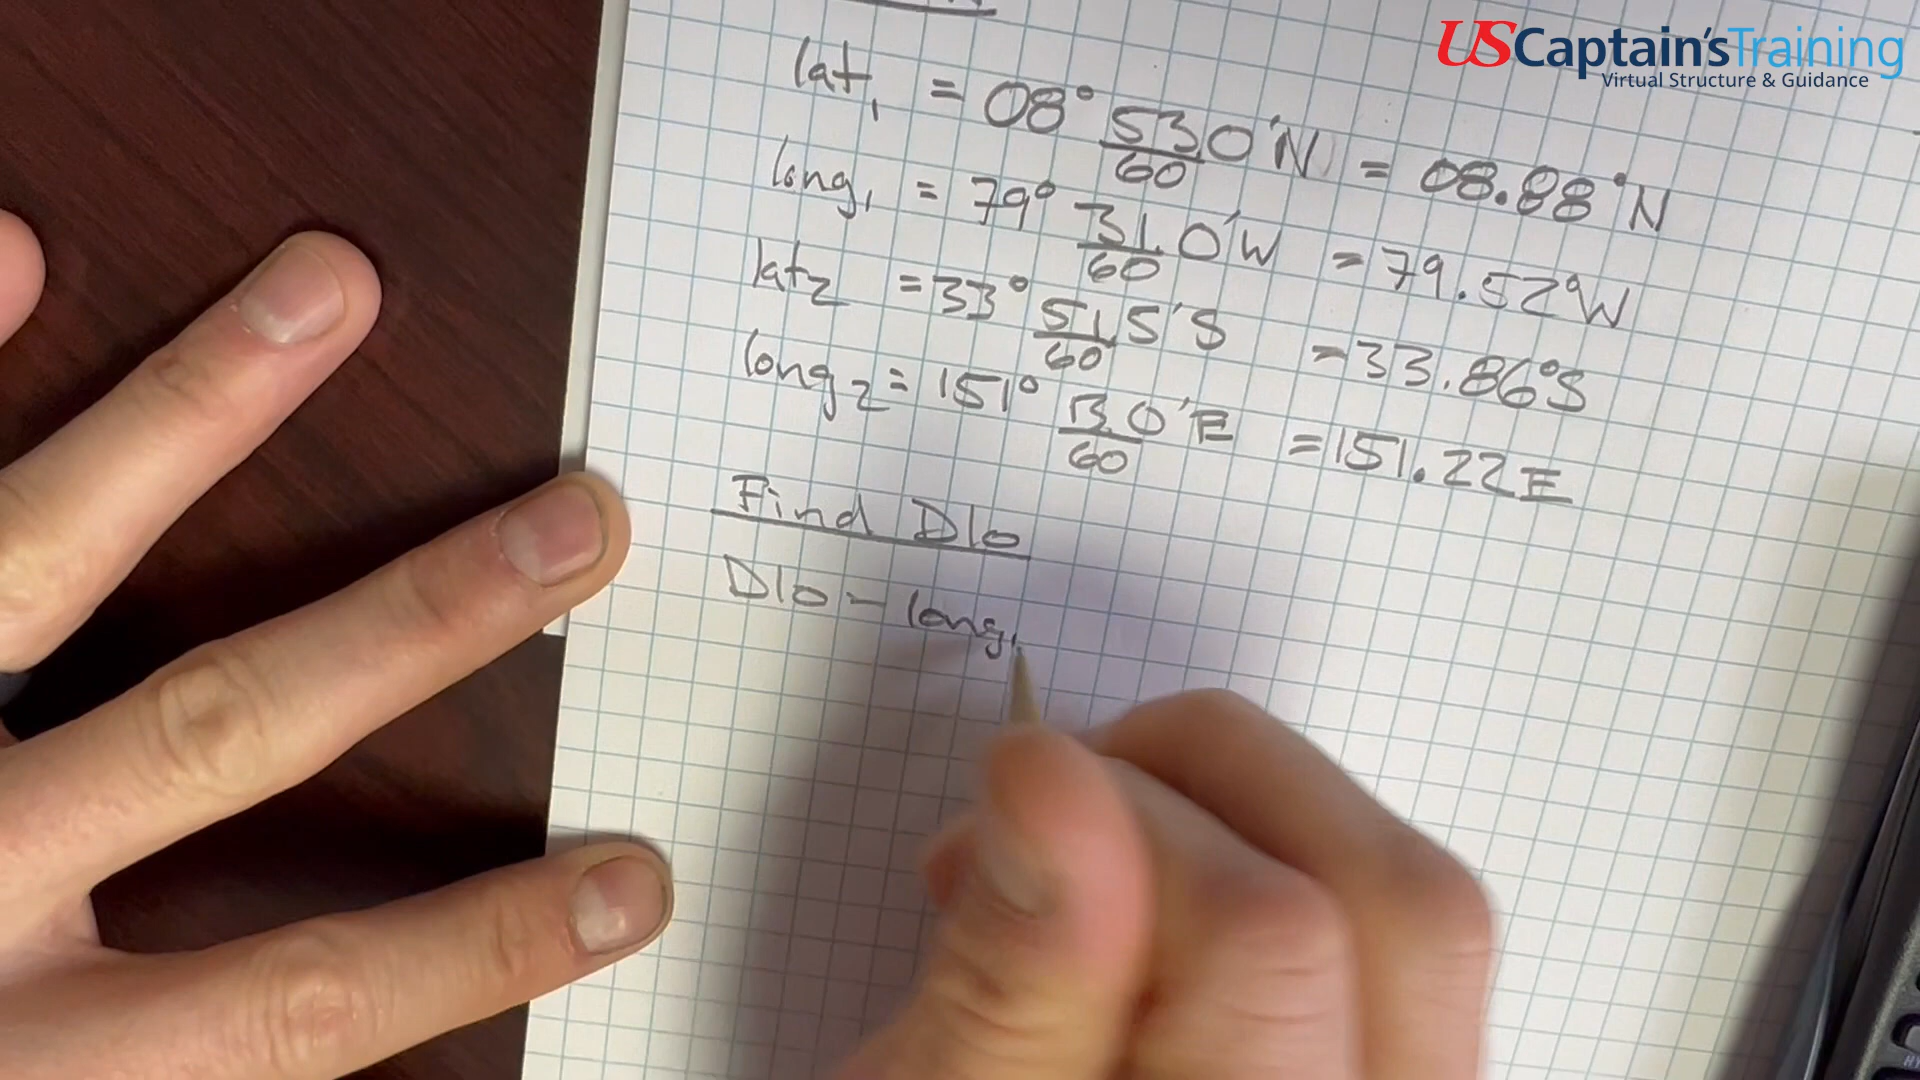 USCaptain'sTraining
Virtual Structure & Guidance
lat1 = 08° 53.0'N = 08.88°N
60
long1 = 79° 31.0'W = 79.52°W
60
lat2 = 33° 51.5'S = 33.86°S
60
long2 = 151° 13.0'E = 151.22E
60
Find Dlo
Dlo = long1